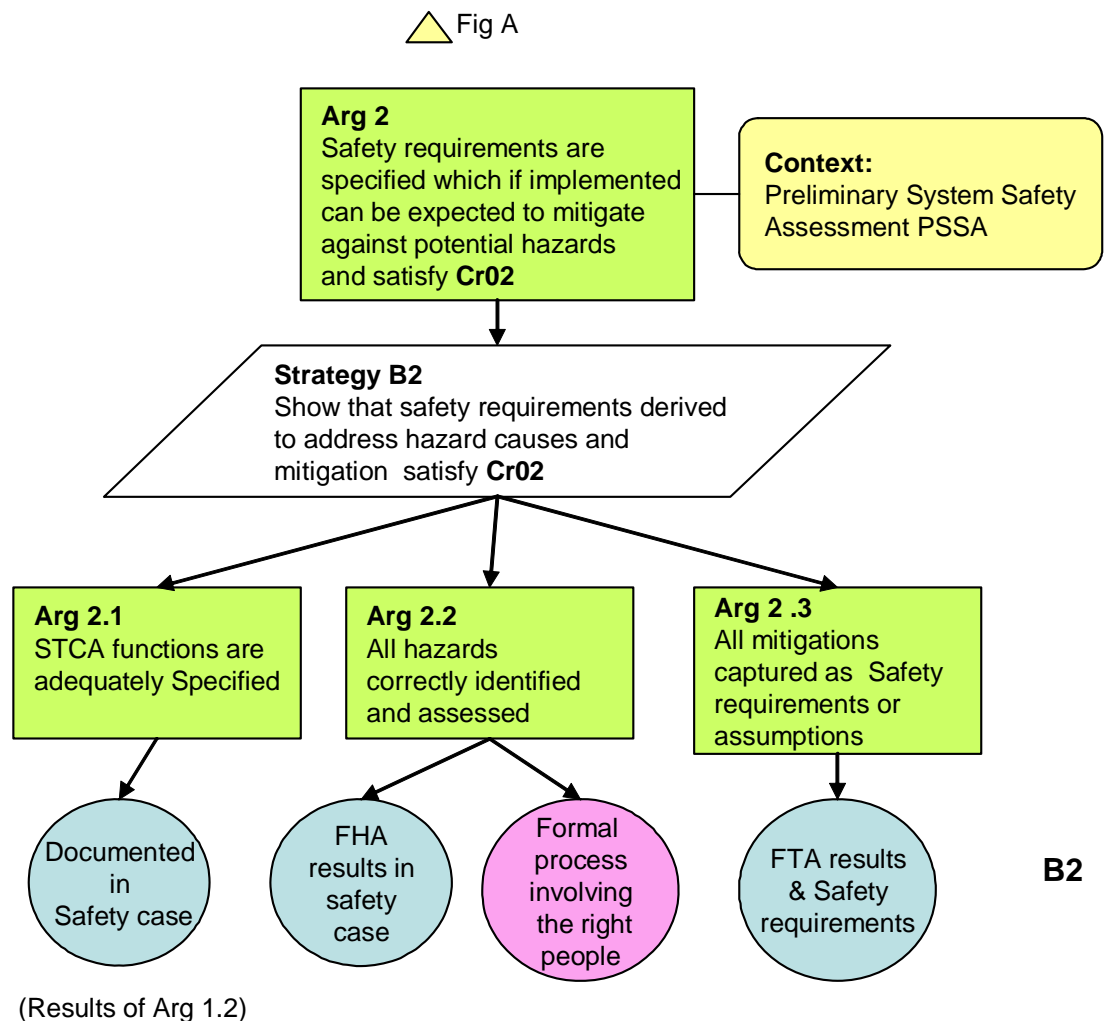 Fig A
Arg 2
Safety requirements are
specified which if implemented
can be expected to mitigate
against potential hazards
and satisfy Cr02
Context:
Preliminary System Safety
Assessment PSSA
Strategy B2
Show that safety requirements derived
to address hazard causes and
mitigation satisfy Cr02
Arg 2.1
STCA functions are
adequately Specified
Arg 2.2
All hazards
correctly identified
and assessed
Arg 2 .3
All mitigations
captured as Safety
requirements or
assumptions
Documented
in
Safety case
FHA
results in
safety
case
Formal
process
involving
the right
people
FTA results
& Safety
requirements
B2
(Results of Arg 1.2)